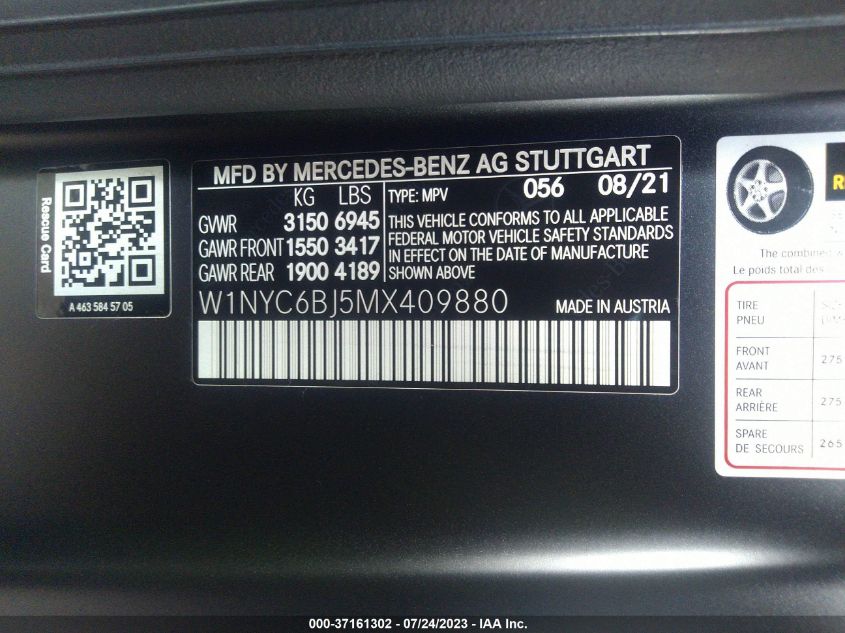 MFD BY MERCEDES-BENZ AG STUTTGART
KG LBS TYPE: MPV 056 08/21
GVWR 3150 6945
GAWR FRONT 1550 3417
GAWR REAR 1900 4189
THIS VEHICLE CONFORMS TO ALL APPLICABLE
FEDERAL MOTOR VEHICLE SAFETY STANDARDS
IN EFFECT ON THE DATE OF MANUFACTURE
SHOWN ABOVE
W1NYC6BJ5MX409880 MADE IN AUSTRIA
Rescue Card
A 463 584 57 05
The combined
Le poids total des
TIRE
PNEU
FRONT
AVANT 275
REAR
ARRIÈRE 275
SPARE
DE SECOURS 265
000-37161302 / 07/24/2023 - IAA Inc.